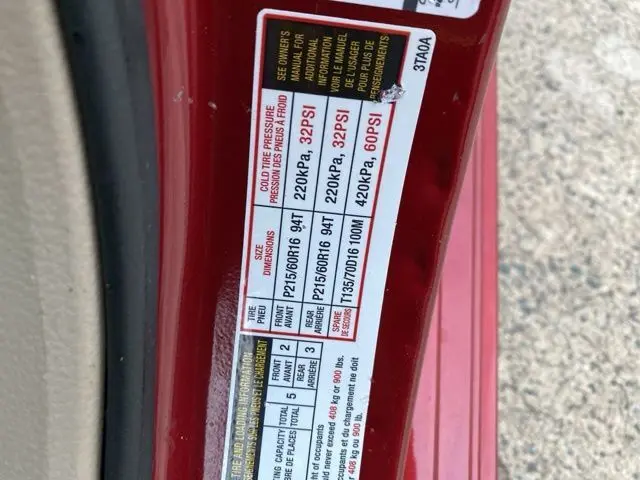 TIRE AND LOADING INFORMATION
SEATING CAPACITY
TOTAL 5
FRONT
AVANT 2
REAR
ARRIÈRE 3
408 kg or 900 lbs.
408 kg ou 900 lb.
TIRE
PNEU
SIZE
DIMENSIONS
COLD TIRE PRESSURE
PRESSION DES PNEUS À FROID
FRONT
AVANT
P215/60R16 94T
220kPa, 32PSI
REAR
ARRIÈRE
P215/60R16 94T
220kPa, 32PSI
SPARE
DE SECOURS
T135/70D16 100M
420kPa, 60PSI
SEE OWNER'S
MANUAL FOR
ADDITIONAL
INFORMATION
VOIR LE MANUEL
DE L'USAGER
POUR PLUS DE
RENSEIGNEMENTS
3TA0A